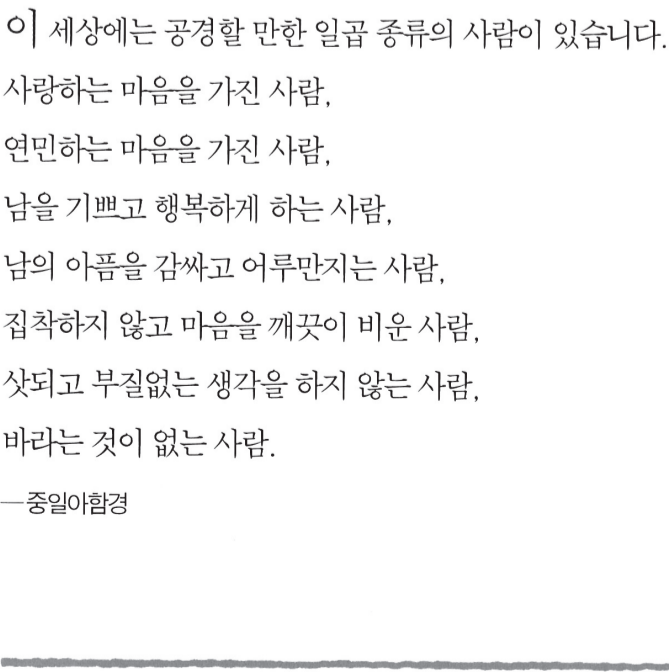 이 세상에는 공경할 만한 일곱 종류의 사람이 있습니다.
사랑하는 마음을 가진 사람,
연민하는 마음을 가진 사람,
남을 기쁘고 행복하게 하는 사람,
남의 아픔을 감싸고 어루만지는 사람,
집착하지 않고 마음을 깨끗이 비운 사람,
삿되고 부질없는 생각을 하지 않는 사람,
바라는 것이 없는 사람.
—중일아함경